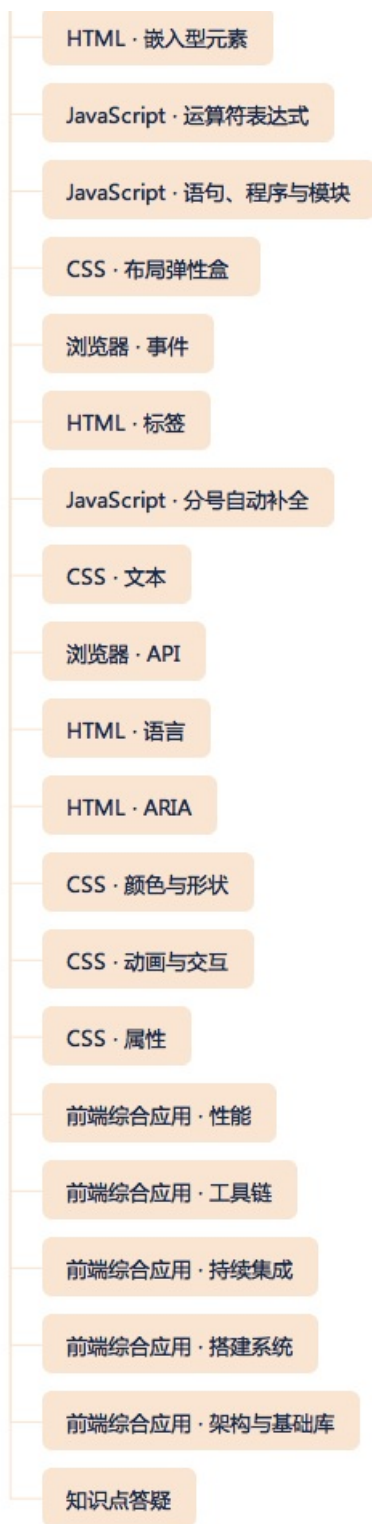 HTML · 嵌入型元素
JavaScript · 运算符表达式
JavaScript · 语句、程序与模块
CSS · 布局弹性盒
浏览器 · 事件
HTML · 标签
JavaScript · 分号自动补全
CSS · 文本
浏览器 · API
HTML · 语言
HTML · ARIA
CSS · 颜色与形状
CSS · 动画与交互
CSS · 属性
前端综合应用 · 性能
前端综合应用 · 工具链
前端综合应用 · 持续集成
前端综合应用 · 搭建系统
前端综合应用 · 架构与基础库
知识点答疑